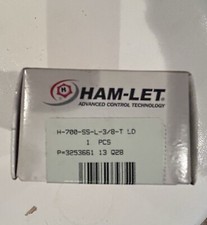 HAM-LET
ADVANCED CONTROL TECHNOLOGY
H-700-SS-L-3/8-T LD
1 PCS
P=3253661 13 Q28